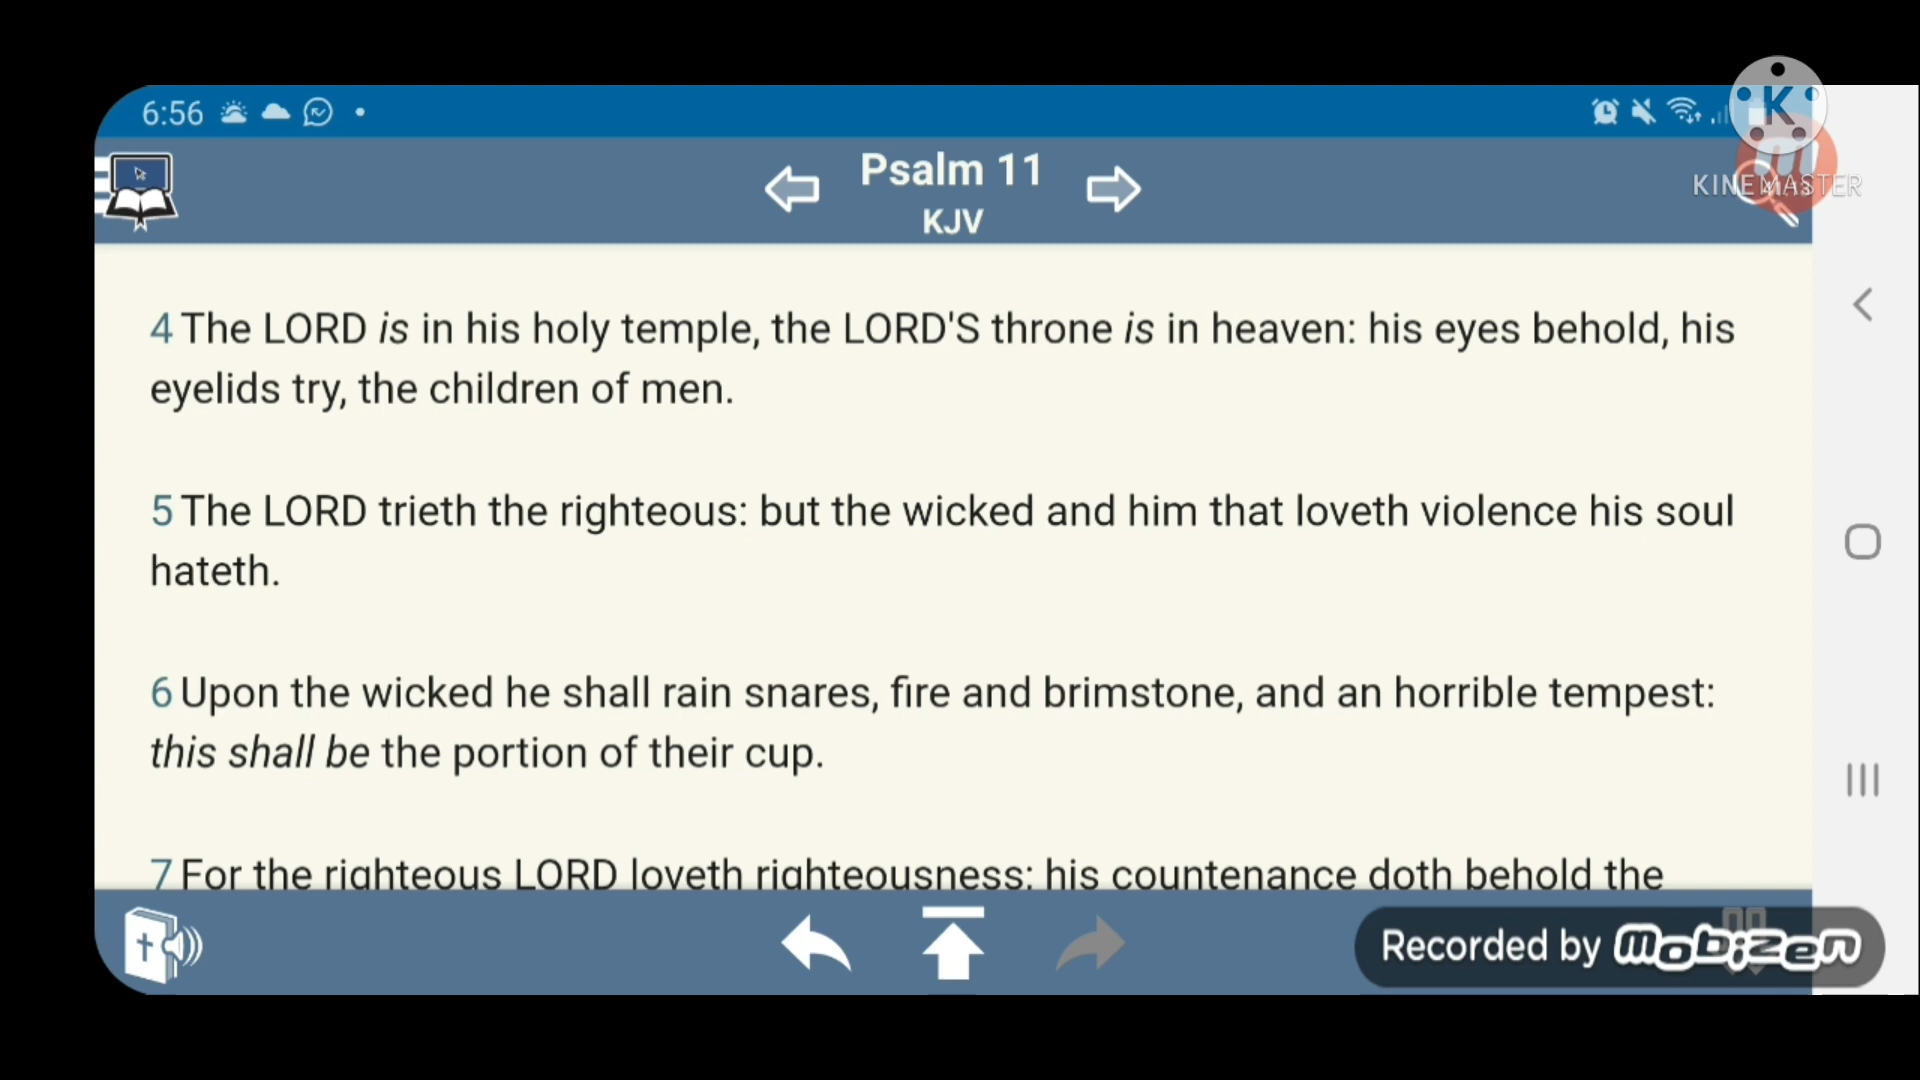 6:56
Psalm 11
KJV
K
KINEMASTER
4 The LORD is in his holy temple, the LORD'S throne is in heaven: his eyes behold, his
eyelids try, the children of men.
5 The LORD trieth the righteous: but the wicked and him that loveth violence his soul
hateth.
6 Upon the wicked he shall rain snares, fire and brimstone, and an horrible tempest:
this shall be the portion of their cup.
7 For the righteous LORD loveth righteousness: his countenance doth behold the
Recorded by mobizen